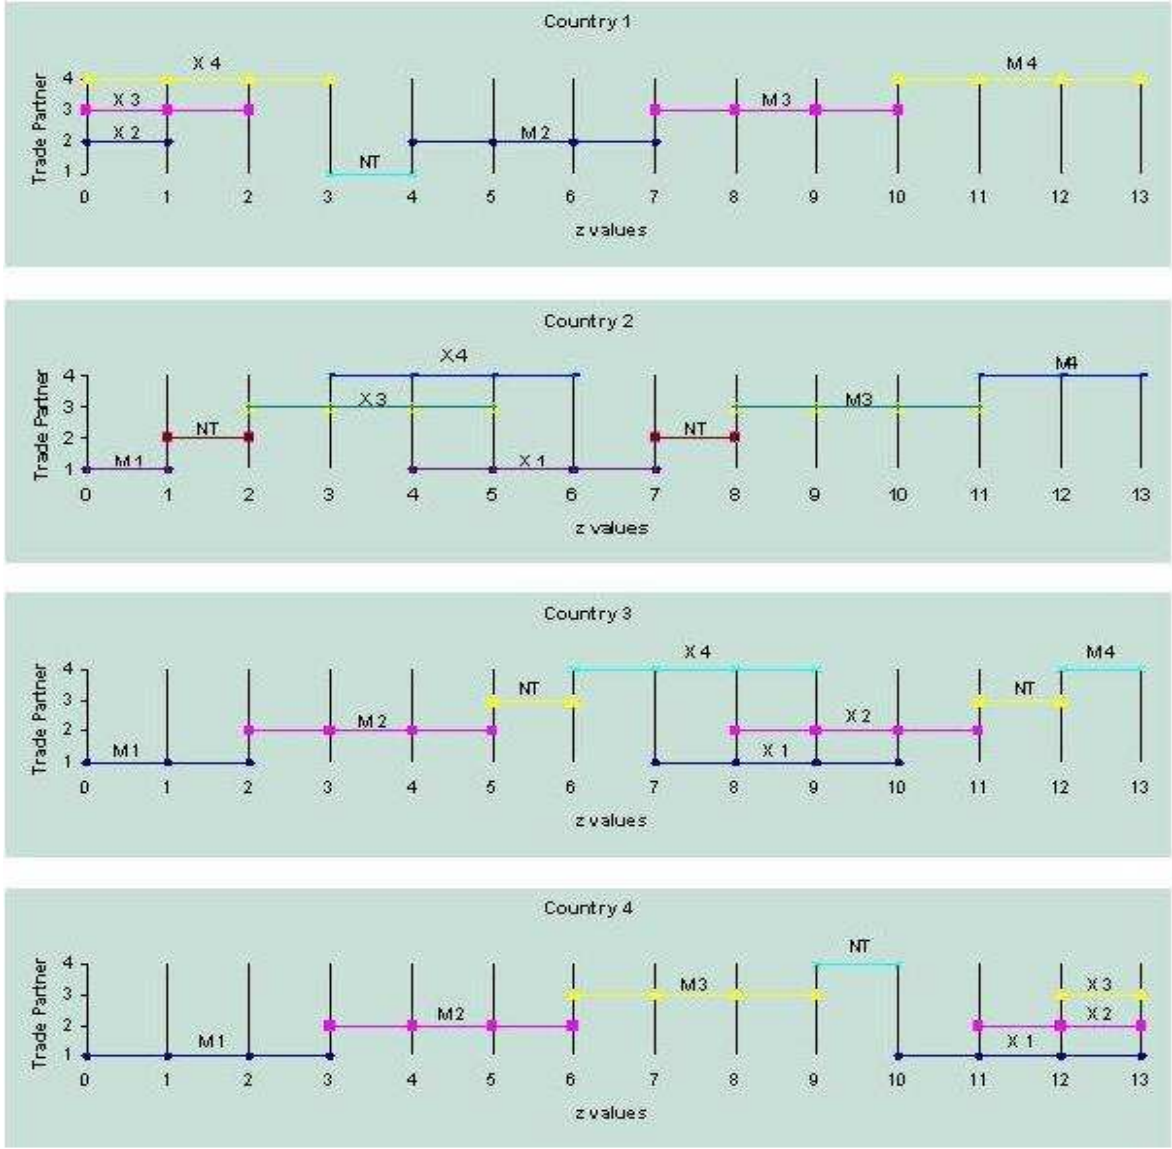 Country 1
X 4
M 4
4
X 3
M 3
3
X 2
M 2
2
NT
1
Trade Partner
0 1 2 3 4 5 6 7 8 9 10 11 12 13
z values
Country 2
X 4
M4
4
X 3
M3
3
NT
NT
2
M 1
X 1
1
Trade Partner
0 1 2 3 4 5 6 7 8 9 10 11 12 13
z values
Country 3
X 4
M 4
4
NT
NT
3
M 2
X 2
2
M 1
X 1
1
Trade Partner
0 1 2 3 4 5 6 7 8 9 10 11 12 13
z values
Country 4
NT
4
M3
X 3
3
M2
X 2
2
M 1
X 1
1
Trade Partner
0 1 2 3 4 5 6 7 8 9 10 11 12 13
z values